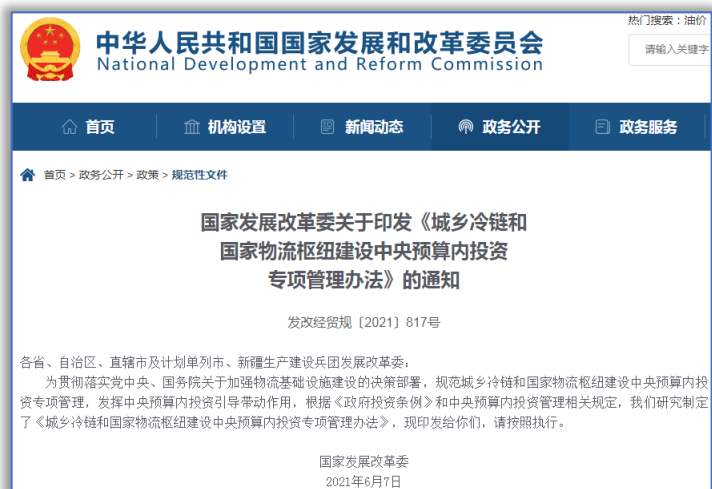 热门搜索：油价
中华人民共和国国家发展和改革委员会
National Development and Reform Commission
请输入关键字
首页 机构设置 新闻动态 政务公开 政务服务
首页 > 政务公开 > 政策 > 规范性文件
国家发展改革委关于印发《城乡冷链和
国家物流枢纽建设中央预算内投资
专项管理办法》的通知
发改经贸规〔2021〕817号
各省、自治区、直辖市及计划单列市、新疆生产建设兵团发展改革委：
为贯彻落实党中央、国务院关于加强物流基础设施建设的决策部署，规范城乡冷链和国家物流枢纽建设中央预算内投
资专项管理，发挥中央预算内投资引导带动作用，根据《政府投资条例》和中央预算内投资管理相关规定，我们研究制定
了《城乡冷链和国家物流枢纽建设中央预算内投资专项管理办法》，现印发给你们，请按照执行。
国家发展改革委
2021年6月7日